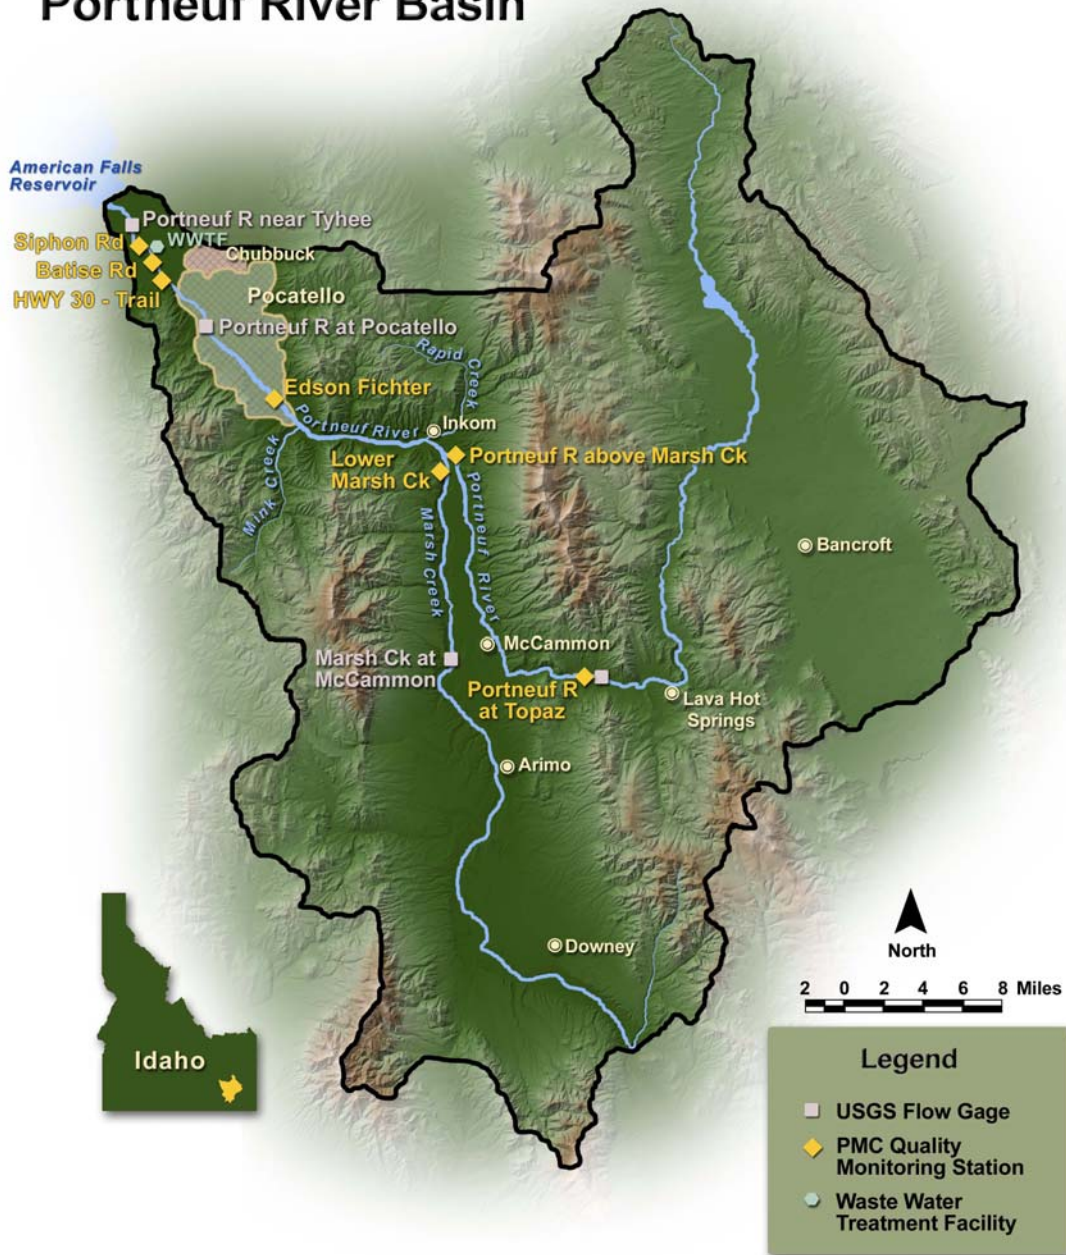 Portneuf River Basin
American Falls
Reservoir
Portneuf R near Tyhee
Siphon Rd
WWTF
Chubbuck
Batise Rd
HWY 30 - Trail
Pocatello
Portneuf R at Pocatello
Rapid Creek
Edson Fichter
Portneuf River
Inkom
Mink Creek
Lower
Marsh Ck
Portneuf R above Marsh Ck
Marsh Creek
Portneuf River
Bancroft
McCammon
Marsh Ck at
McCammon
Portneuf R
at Topaz
Lava Hot
Springs
Arimo
Downey
North
2 0 2 4 6 8 Miles
Idaho
Legend
USGS Flow Gage
PMC Quality
Monitoring Station
Waste Water
Treatment Facility